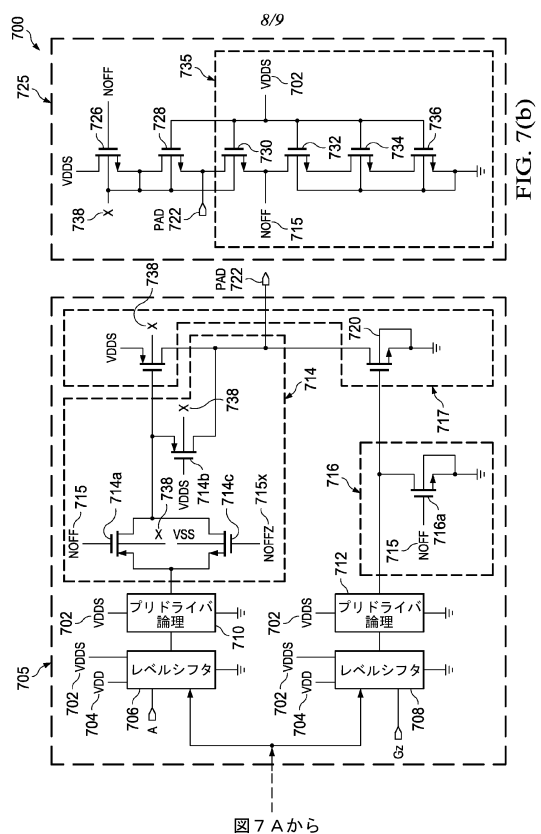 8/9
700
725
VDDS
726
NOFF
738
X
728
PAD
722
735
VDDS
702
730
NOFF
715
732
734
736
FIG. 7(b)
705
738
X
VDDS
PAD
722
720
717
714
738
X
VDDS
714b
715
NOFF
714a
738
X
VSS
714c
715x
NOFFZ
716
715
NOFF
716a
702
VDDS
プリドライバ
論理
710
702
VDDS
704
VDD
レベルシフタ
706
A
702
VDDS
712
プリドライバ
論理
702
VDDS
704
VDD
レベルシフタ
708
Gz
図7Aから